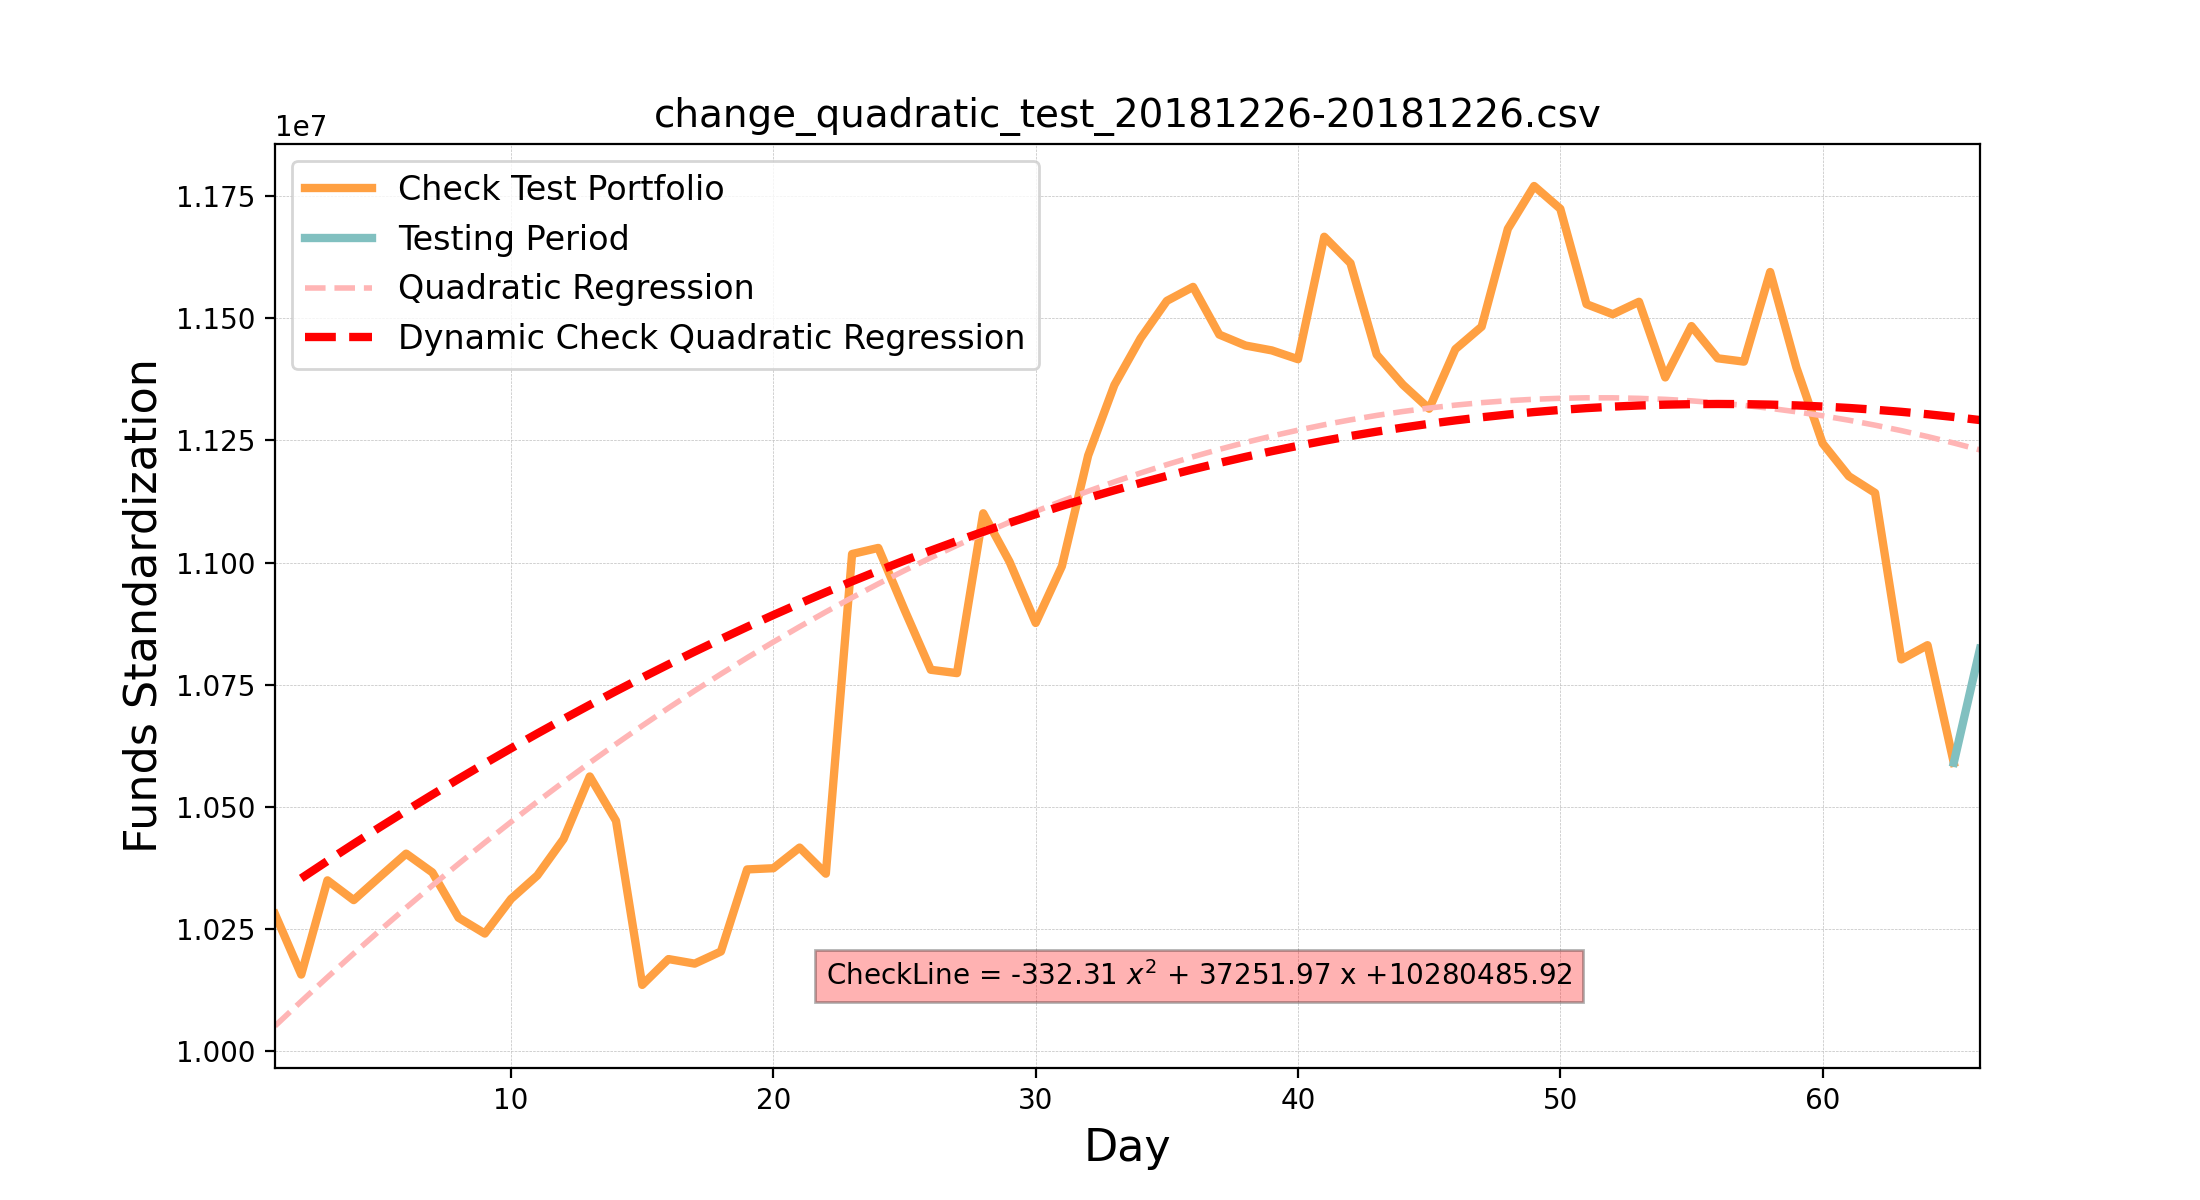 change_quadratic_test_20181226-20181226.csv
1e7
Check Test Portfolio
Testing Period
Quadratic Regression
Dynamic Check Quadratic Regression
1.175
1.150
1.125
1.100
1.075
1.050
1.025
1.000
Funds Standardization
CheckLine = -332.31 x² + 37251.97 x +10280485.92
10 20 30 40 50 60
Day